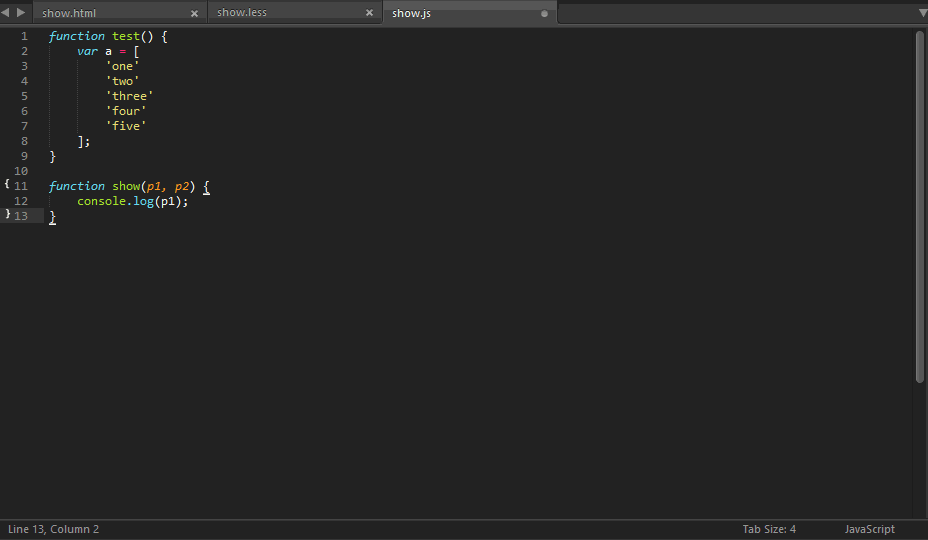 show.html × show.less × show.js
1 function test() {
2 var a = [
3 'one'
4 'two'
5 'three'
6 'four'
7 'five'
8 ];
9 }
10
{ 11 function show(p1, p2) {
12 console.log(p1);
} 13 }
Line 13, Column 2 Tab Size: 4 JavaScript